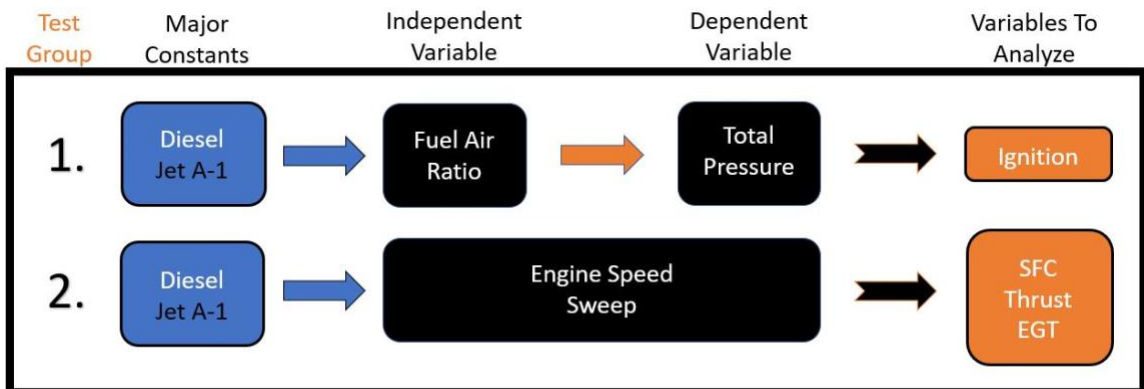 Test
Group
Major
Constants
Independent
Variable
Dependent
Variable
Variables To
Analyze
1.
Diesel
Jet A-1
Fuel Air
Ratio
Total
Pressure
Ignition
2.
Diesel
Jet A-1
Engine Speed
Sweep
SFC
Thrust
EGT